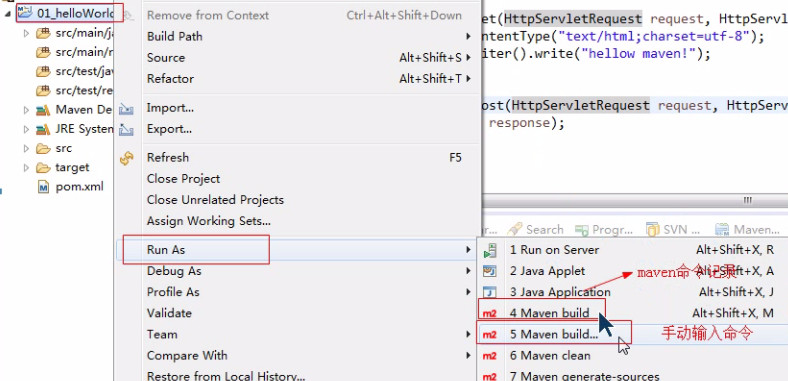 01_helloWorld
src/main/ja
src/main/r
src/test/jav
src/test/re
Maven De
JRE System
src
target
pom.xml
Remove from Context Ctrl+Alt+Shift+Down
Build Path
Source Alt+Shift+S
Refactor Alt+Shift+T
Import...
Export...
Refresh F5
Close Project
Close Unrelated Projects
Assign Working Sets...
Run As
Debug As
Profile As
Validate
Team
Compare With
Restore from Local History...
et(HttpServletRequest request, HttpServ
ntentType("text/html;charset=utf-8");
iter().write("hellow maven!");
ost(HttpServletRequest request, HttpSer
response);
ar... Search Progr... SVN ... Maven...
1 Run on Server Alt+Shift+X, R
2 Java Applet Alt+Shift+X, A
3 Java Application Alt+Shift+X, J
4 Maven build Alt+Shift+X, M
5 Maven build...
6 Maven clean
7 Maven generate-sources
maven命令记录
手动输入命令